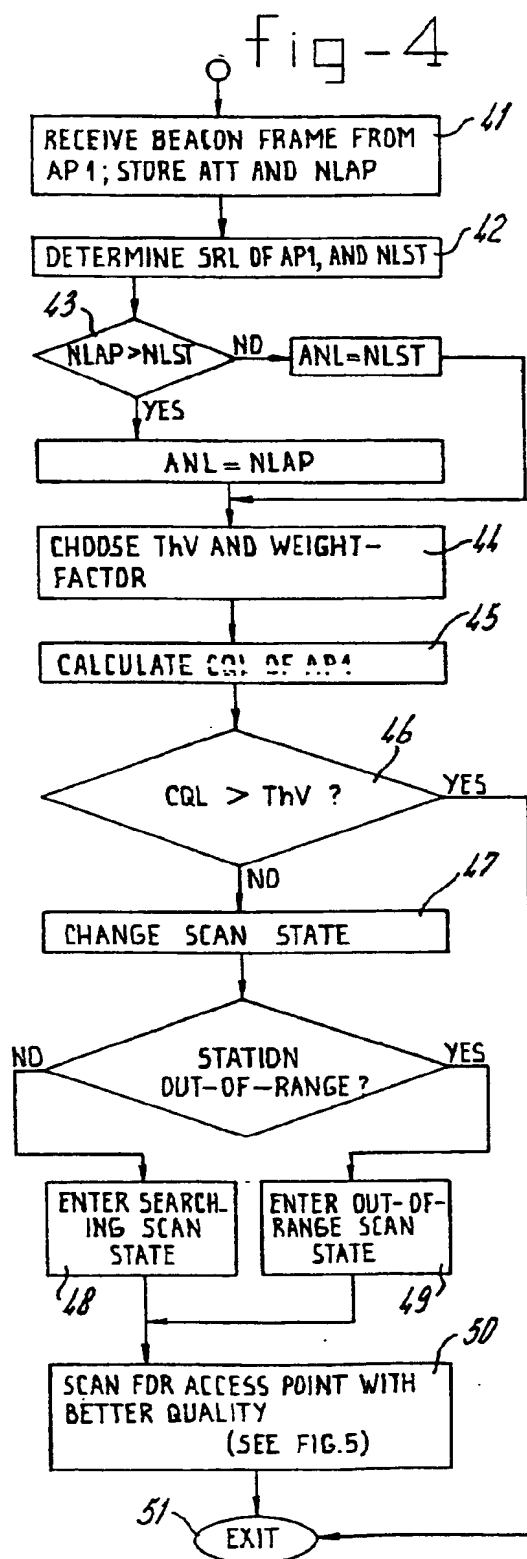 fig-4
41
RECEIVE BEACON FRAME FROM
AP1; STORE ATT AND NLAP
42
DETERMINE SRL OF AP1, AND NLST
43
NLAP>NLST
NO
ANL=NLST
YES
ANL=NLAP
44
CHOOSE ThV AND WEIGHT-
FACTOR
45
CALCULATE CQL OF AP1
46
CQL > ThV ?
YES
NO
47
CHANGE SCAN STATE
NO
STATION
OUT-OF-RANGE?
YES
ENTER SEARCH-
ING SCAN
STATE
48
ENTER OUT-OF-
RANGE SCAN
STATE
49
50
SCAN FOR ACCESS POINT WITH
BETTER QUALITY
(SEE FIG.5)
51
EXIT